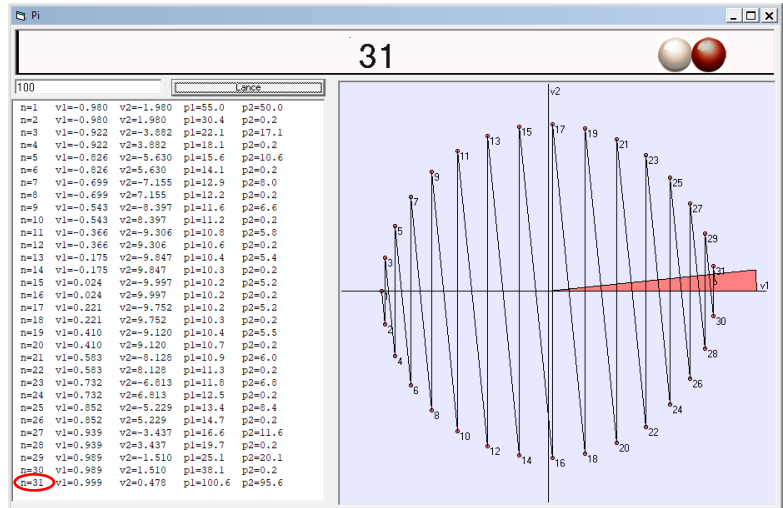 Pi
31
100
Lance
n=1 v1=-0.980 v2=-1.980 p1=55.0 p2=50.0
n=2 v1=-0.980 v2=1.980 p1=30.4 p2=0.2
n=3 v1=-0.922 v2=-3.882 p1=22.1 p2=17.1
n=4 v1=-0.922 v2=3.882 p1=18.1 p2=0.2
n=5 v1=-0.826 v2=-5.630 p1=15.6 p2=10.6
n=6 v1=-0.826 v2=5.630 p1=14.1 p2=0.2
n=7 v1=-0.699 v2=-7.155 p1=12.9 p2=8.0
n=8 v1=-0.699 v2=7.155 p1=12.2 p2=0.2
n=9 v1=-0.543 v2=-8.397 p1=11.6 p2=6.6
n=10 v1=-0.543 v2=8.397 p1=11.2 p2=0.2
n=11 v1=-0.366 v2=-9.306 p1=10.8 p2=5.8
n=12 v1=-0.366 v2=9.306 p1=10.6 p2=0.2
n=13 v1=-0.175 v2=-9.847 p1=10.4 p2=5.4
n=14 v1=-0.175 v2=9.847 p1=10.3 p2=0.2
n=15 v1=0.024 v2=-9.997 p1=10.2 p2=5.2
n=16 v1=0.024 v2=9.997 p1=10.2 p2=0.2
n=17 v1=0.221 v2=-9.752 p1=10.2 p2=5.2
n=18 v1=0.221 v2=9.752 p1=10.3 p2=0.2
n=19 v1=0.410 v2=-9.120 p1=10.4 p2=5.5
n=20 v1=0.410 v2=9.120 p1=10.7 p2=0.2
n=21 v1=0.583 v2=-8.128 p1=10.9 p2=6.0
n=22 v1=0.583 v2=8.128 p1=11.3 p2=0.2
n=23 v1=0.732 v2=-6.813 p1=11.8 p2=6.8
n=24 v1=0.732 v2=6.813 p1=12.5 p2=0.2
n=25 v1=0.852 v2=-5.229 p1=13.4 p2=8.4
n=26 v1=0.852 v2=5.229 p1=14.7 p2=0.2
n=27 v1=0.939 v2=-3.437 p1=16.6 p2=11.6
n=28 v1=0.939 v2=3.437 p1=19.7 p2=0.2
n=29 v1=0.989 v2=-1.510 p1=25.1 p2=20.1
n=30 v1=0.989 v2=1.510 p1=38.1 p2=0.2
n=31 v1=0.999 v2=0.478 p1=100.6 p2=95.6
v2
15 17 19
13 21
11 23
9 25
7 27
5 29
3 31
1 v1
2 30
4 28
6 26
8 24
10 22
12 20
14 16 18